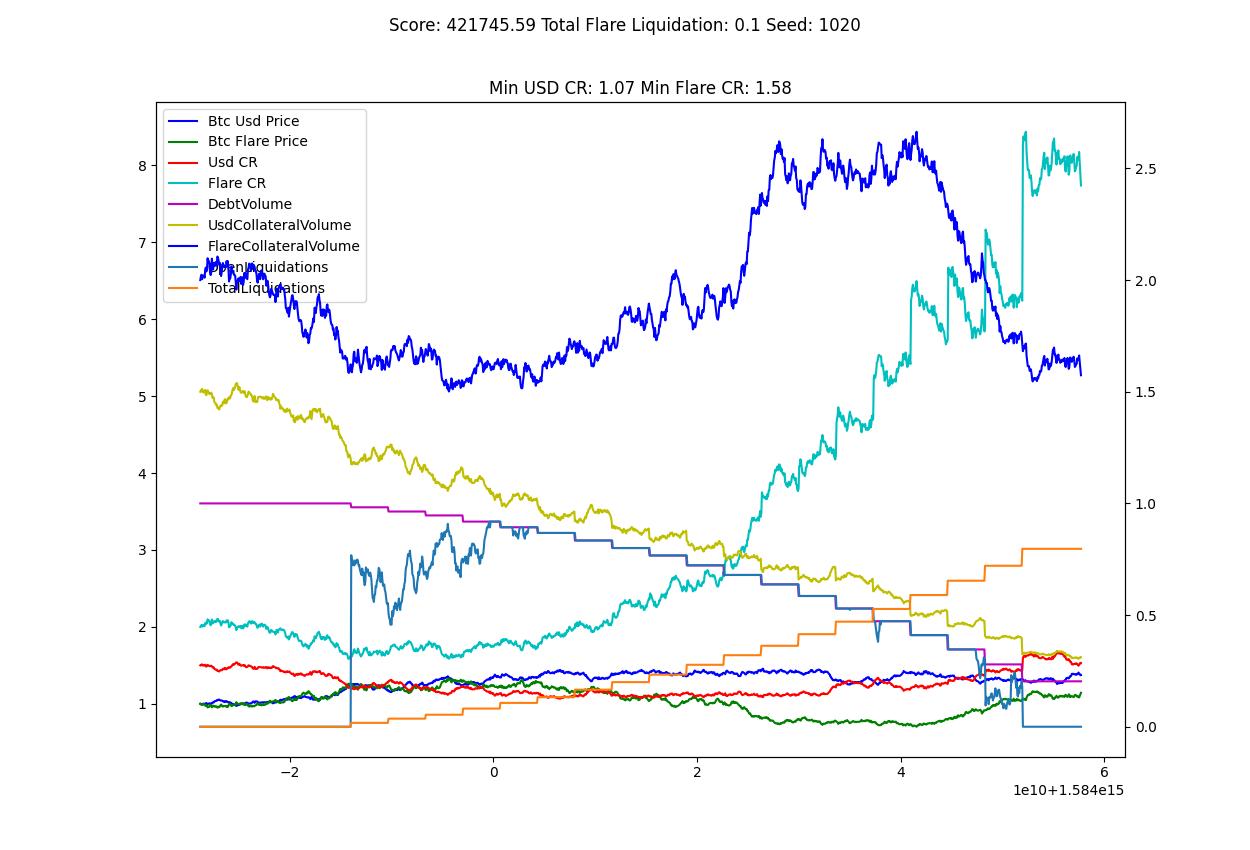 Score: 421745.59 Total Flare Liquidation: 0.1 Seed: 1020
Min USD CR: 1.07 Min Flare CR: 1.58
Btc Usd Price
Btc Flare Price
Usd CR
Flare CR
DebtVolume
UsdCollateralVolume
FlareCollateralVolume
OpenLiquidations
TotalLiquidations
8
7
6
5
4
3
2
1
2.5
2.0
1.5
1.0
0.5
0.0
−2
0
2
4
6
1e10+1.584e15